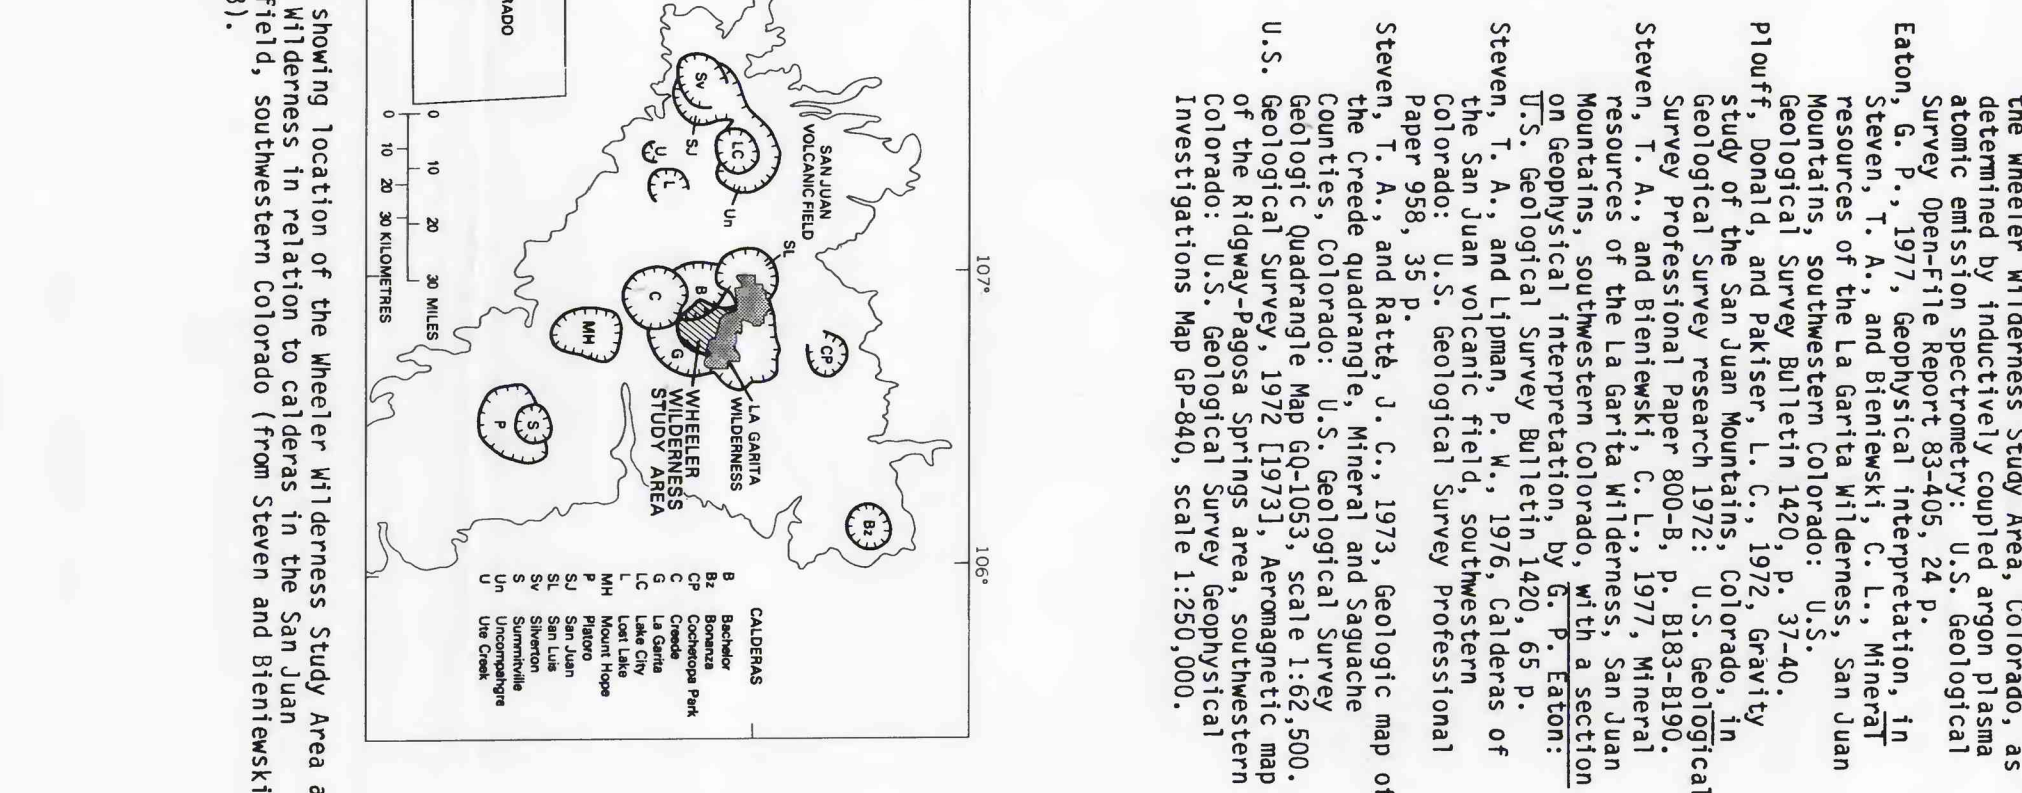 the Wheeler Wilderness Study Area, Colorado, as
determined by inductively coupled argon plasma
atomic emission spectrometry: U.S. Geological
Survey Open-File Report 83-405, 24 p.
Eaton, G. P., 1977, Geophysical interpretation, in
Steven, T. A., and Bieniewski, C. L., Mineral
resources of the La Garita Wilderness, San Juan
Mountains, southwestern Colorado: U.S.
Geological Survey Bulletin 1420, p. 37-40.
Plouff, Donald, and Pakiser, L. C., 1972, Gravity
study of the San Juan Mountains, Colorado, in
Geological Survey research 1972: U.S. Geological
Survey Professional Paper 800-B, p. B183-B190.
Steven, T. A., and Bieniewski, C. L., 1977, Mineral
resources of the La Garita Wilderness, San Juan
Mountains, southwestern Colorado, with a section
on Geophysical interpretation, by G. P. Eaton:
U.S. Geological Survey Bulletin 1420, 65 p.
Steven, T. A., and Lipman, P. W., 1976, Calderas of
the San Juan volcanic field, southwestern
Colorado: U.S. Geological Survey Professional
Paper 958, 35 p.
Steven, T. A., and Ratté, J. C., 1973, Geologic map of
the Creede quadrangle, Mineral and Saguache
Counties, Colorado: U.S. Geological Survey
Geologic Quadrangle Map GQ-1053, scale 1:62,500.
U.S. Geological Survey, 1972 [1973], Aeromagnetic map
of the Ridgway-Pagosa Springs area, southwestern
Colorado: U.S. Geological Survey Geophysical
Investigations Map GP-840, scale 1:250,000.
107°
106°
SAN JUAN
VOLCANIC FIELD
Bz
CP
SL
Un
LC
Sv
SJ
U
L
B
C
G
MH
S
P
LA GARITA
WILDERNESS
WHEELER
WILDERNESS
STUDY AREA
CALDERAS
B Bachelor
Bz Bonanza
CP Cochetopa Park
C Creede
G La Garita
LC Lake City
L Lost Lake
MH Mount Hope
P Platoro
SJ San Juan
SL San Luis
Sv Silverton
S Summitville
Un Uncompahgre
U Ute Creek
RADO
0 10 20 30 MILES
0 10 20 30 KILOMETRES
showing location of the Wheeler Wilderness Study Area a
Wilderness in relation to calderas in the San Juan
field, southwestern Colorado (from Steven and Bieniewski
).